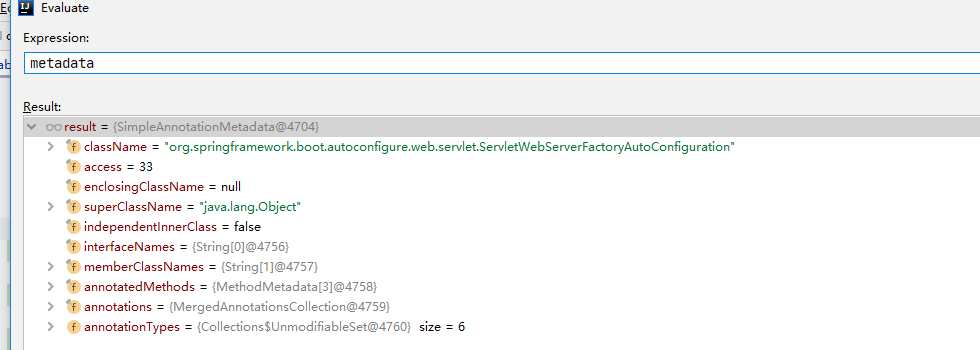 Evaluate
Expression:
metadata
Result:
result = {SimpleAnnotationMetadata@4704}
className = "org.springframework.boot.autoconfigure.web.servlet.ServletWebServerFactoryAutoConfiguration"
access = 33
enclosingClassName = null
superClassName = "java.lang.Object"
independentInnerClass = false
interfaceNames = {String[0]@4756}
memberClassNames = {String[1]@4757}
annotatedMethods = {MethodMetadata[3]@4758}
annotations = {MergedAnnotationsCollection@4759}
annotationTypes = {Collections$UnmodifiableSet@4760} size = 6